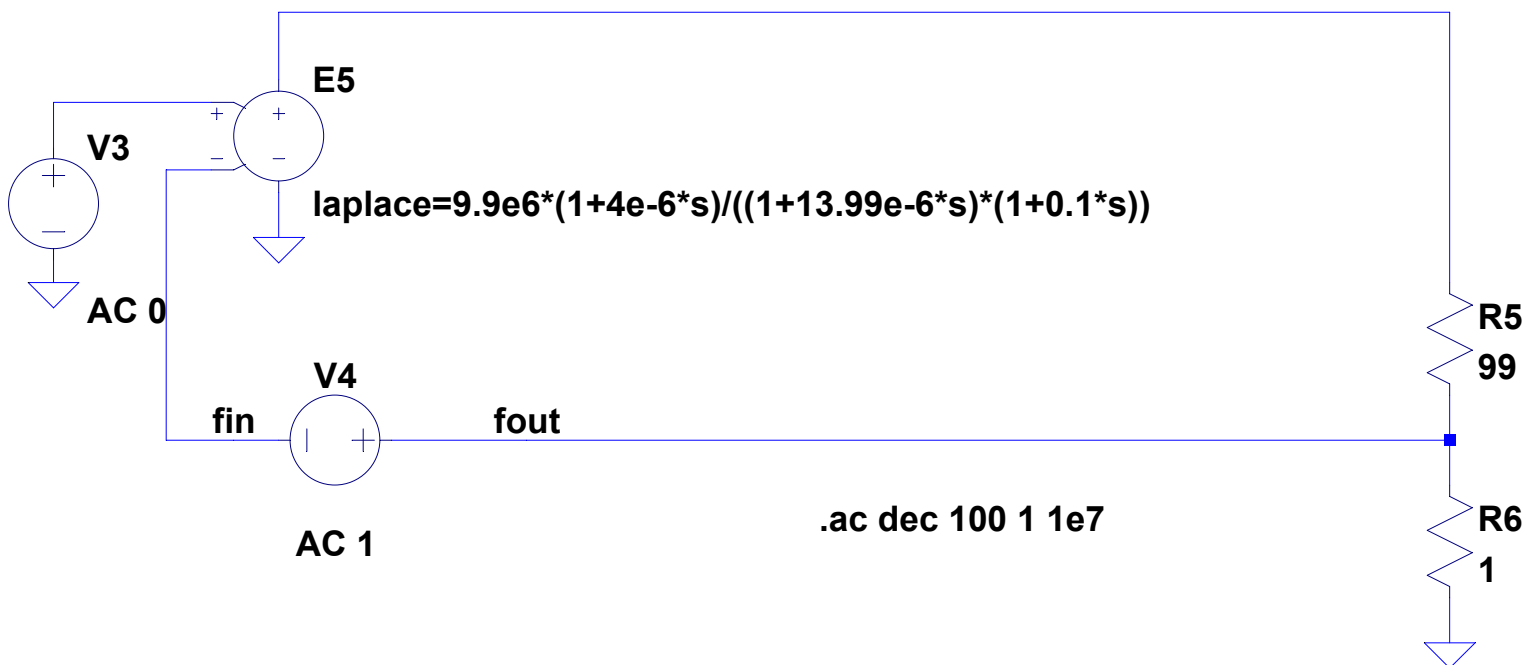 E5
V3
laplace=9.9e6*(1+4e-6*s)/((1+13.99e-6*s)*(1+0.1*s))
AC 0
R5
99
V4
fin
fout
AC 1
.ac dec 100 1 1e7
R6
1